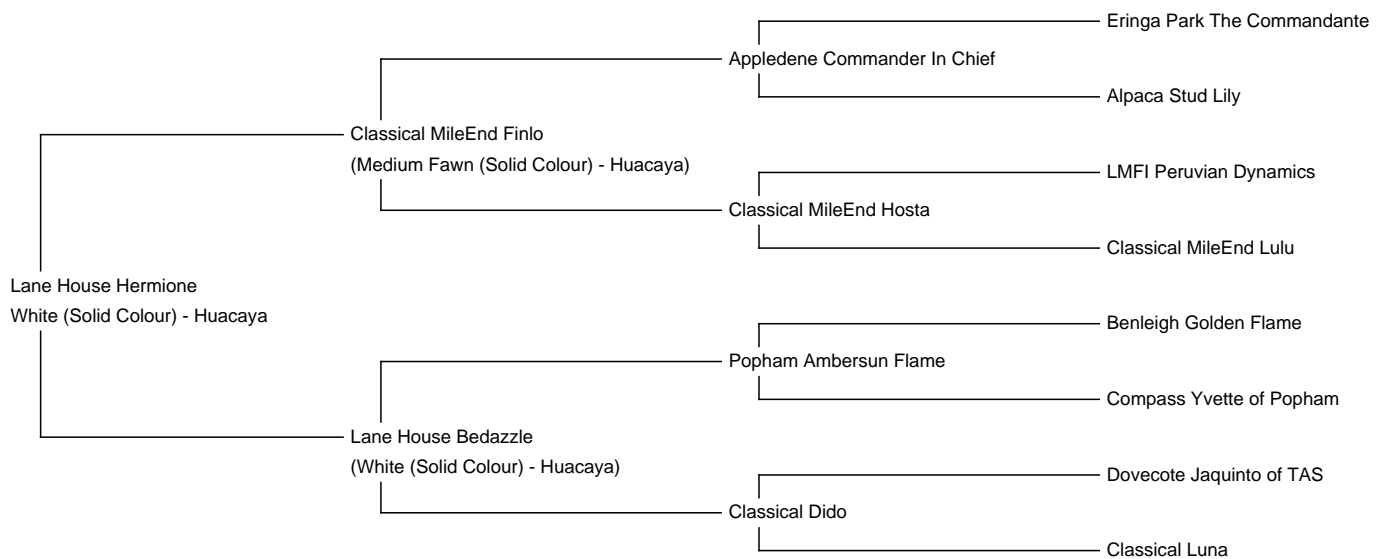 Eringa Park The Commandante
Appledene Commander In Chief
Alpaca Stud Lily
Classical MileEnd Finlo
(Medium Fawn (Solid Colour) - Huacaya)
LMFI Peruvian Dynamics
Classical MileEnd Hosta
Classical MileEnd Lulu
Lane House Hermione
White (Solid Colour) - Huacaya
Benleigh Golden Flame
Popham Ambersun Flame
Compass Yvette of Popham
Lane House Bedazzle
(White (Solid Colour) - Huacaya)
Dovecote Jaquinto of TAS
Classical Dido
Classical Luna